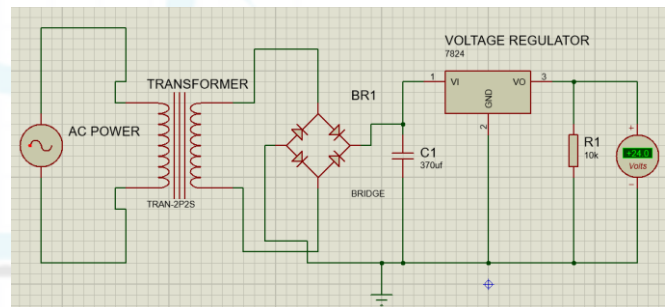 VOLTAGE REGULATOR
7824
TRANSFORMER
BR1
1
VI
VO
3
GND
2
AC POWER
C1
370uf
R1
10k
+
+24.0
Volts
−
BRIDGE
TRAN-2P2S